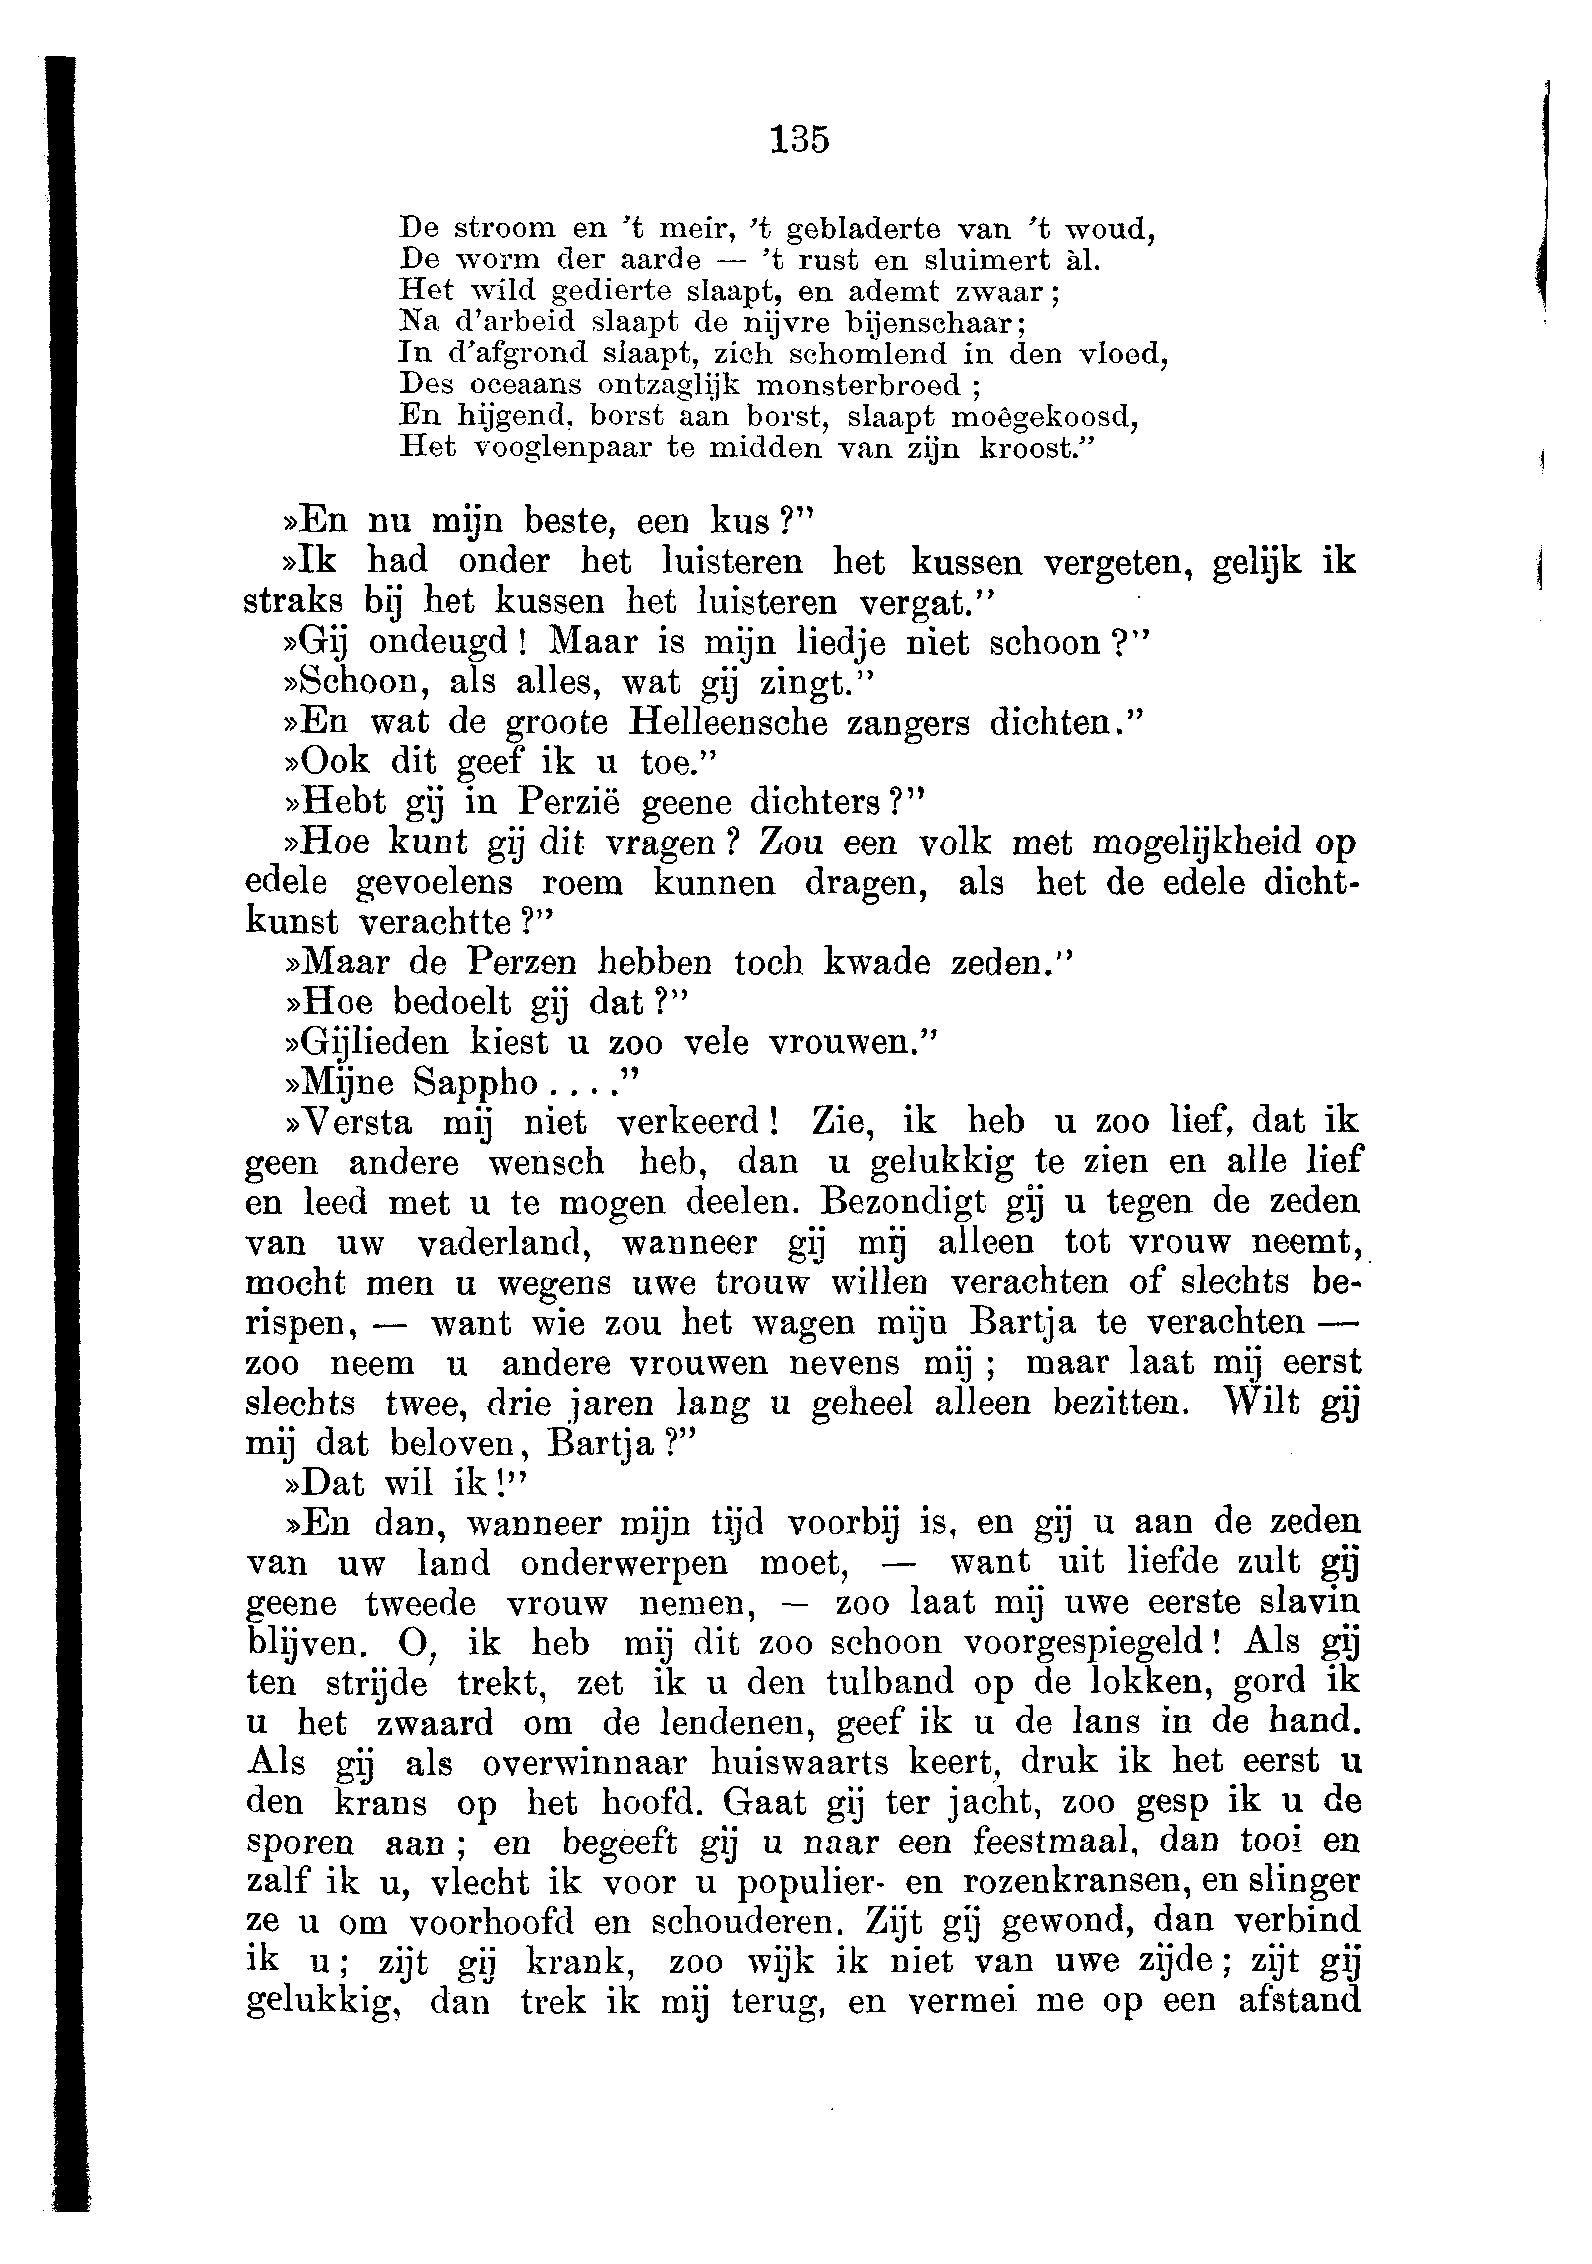 135
De stroom en 't meir, 't gebladerte van 't woud,
De worm der aarde — 't rust en sluimert àl.
Het wild gedierte slaapt, en ademt zwaar;
Na d'arbeid slaapt de nijvre bijenschaar;
In d'afgrond slaapt, zich schomlend in den vloed,
Des oceaans ontzaglijk monsterbroed;
En hijgend, borst aan borst, slaapt moêgekoosd,
Het vooglenpaar te midden van zijn kroost."
»En nu mijn beste, een kus?"
»Ik had onder het luisteren het kussen vergeten, gelijk ik
straks bij het kussen het luisteren vergat."
»Gij ondeugd! Maar is mijn liedje niet schoon?"
»Schoon, als alles, wat gij zingt."
»En wat de groote Helleensche zangers dichten."
»Ook dit geef ik u toe."
»Hebt gij in Perzië geene dichters?"
»Hoe kunt gij dit vragen? Zou een volk met mogelijkheid op
edele gevoelens roem kunnen dragen, als het de edele dicht-
kunst verachtte?"
»Maar de Perzen hebben toch kwade zeden."
»Hoe bedoelt gij dat?"
»Gijlieden kiest u zoo vele vrouwen."
»Mijne Sappho...."
»Versta mij niet verkeerd! Zie, ik heb u zoo lief, dat ik
geen andere wensch heb, dan u gelukkig te zien en alle lief
en leed met u te mogen deelen. Bezondigt gij u tegen de zeden
van uw vaderland, wanneer gij mij alleen tot vrouw neemt,
mocht men u wegens uwe trouw willen verachten of slechts be-
rispen, — want wie zou het wagen mijn Bartja te verachten —
zoo neem u andere vrouwen nevens mij; maar laat mij eerst
slechts twee, drie jaren lang u geheel alleen bezitten. Wilt gij
mij dat beloven, Bartja?"
»Dat wil ik!"
»En dan, wanneer mijn tijd voorbij is, en gij u aan de zeden
van uw land onderwerpen moet, — want uit liefde zult gij
geene tweede vrouw nemen, — zoo laat mij uwe eerste slavin
blijven. O, ik heb mij dit zoo schoon voorgespiegeld! Als gij
ten strijde trekt, zet ik u den tulband op de lokken, gord ik
u het zwaard om de lendenen, geef ik u de lans in de hand.
Als gij als overwinnaar huiswaarts keert, druk ik het eerst u
den krans op het hoofd. Gaat gij ter jacht, zoo gesp ik u de
sporen aan; en begeeft gij u naar een feestmaal, dan tooi en
zalf ik u, vlecht ik voor u populier- en rozenkransen, en slinger
ze u om voorhoofd en schouderen. Zijt gij gewond, dan verbind
ik u; zijt gij krank, zoo wijk ik niet van uwe zijde; zijt gij
gelukkig, dan trek ik mij terug, en vermei me op een afstand